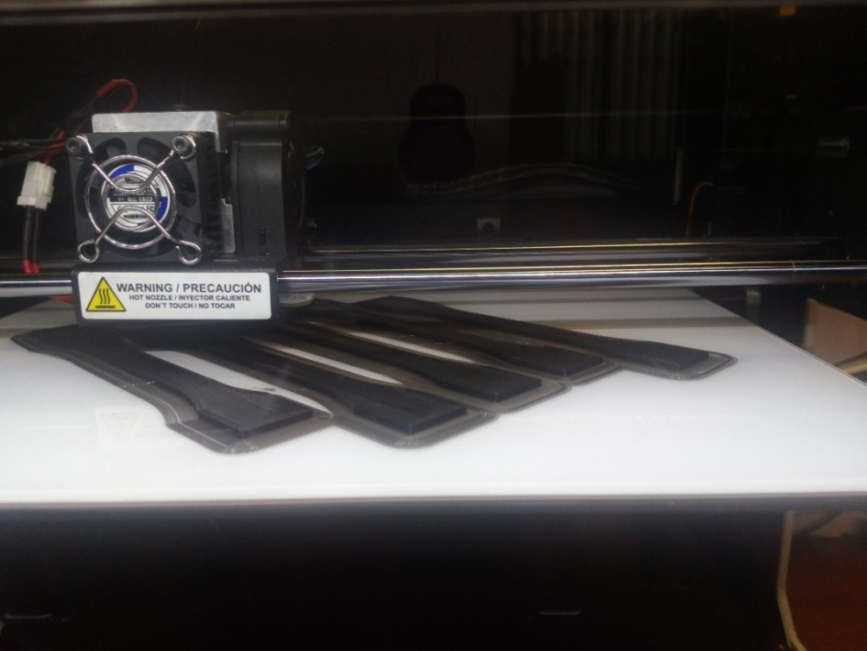 WARNING / PRECAUCIÓN
HOT NOZZLE / INYECTOR CALIENTE
DON´T TOUCH / NO TOCAR